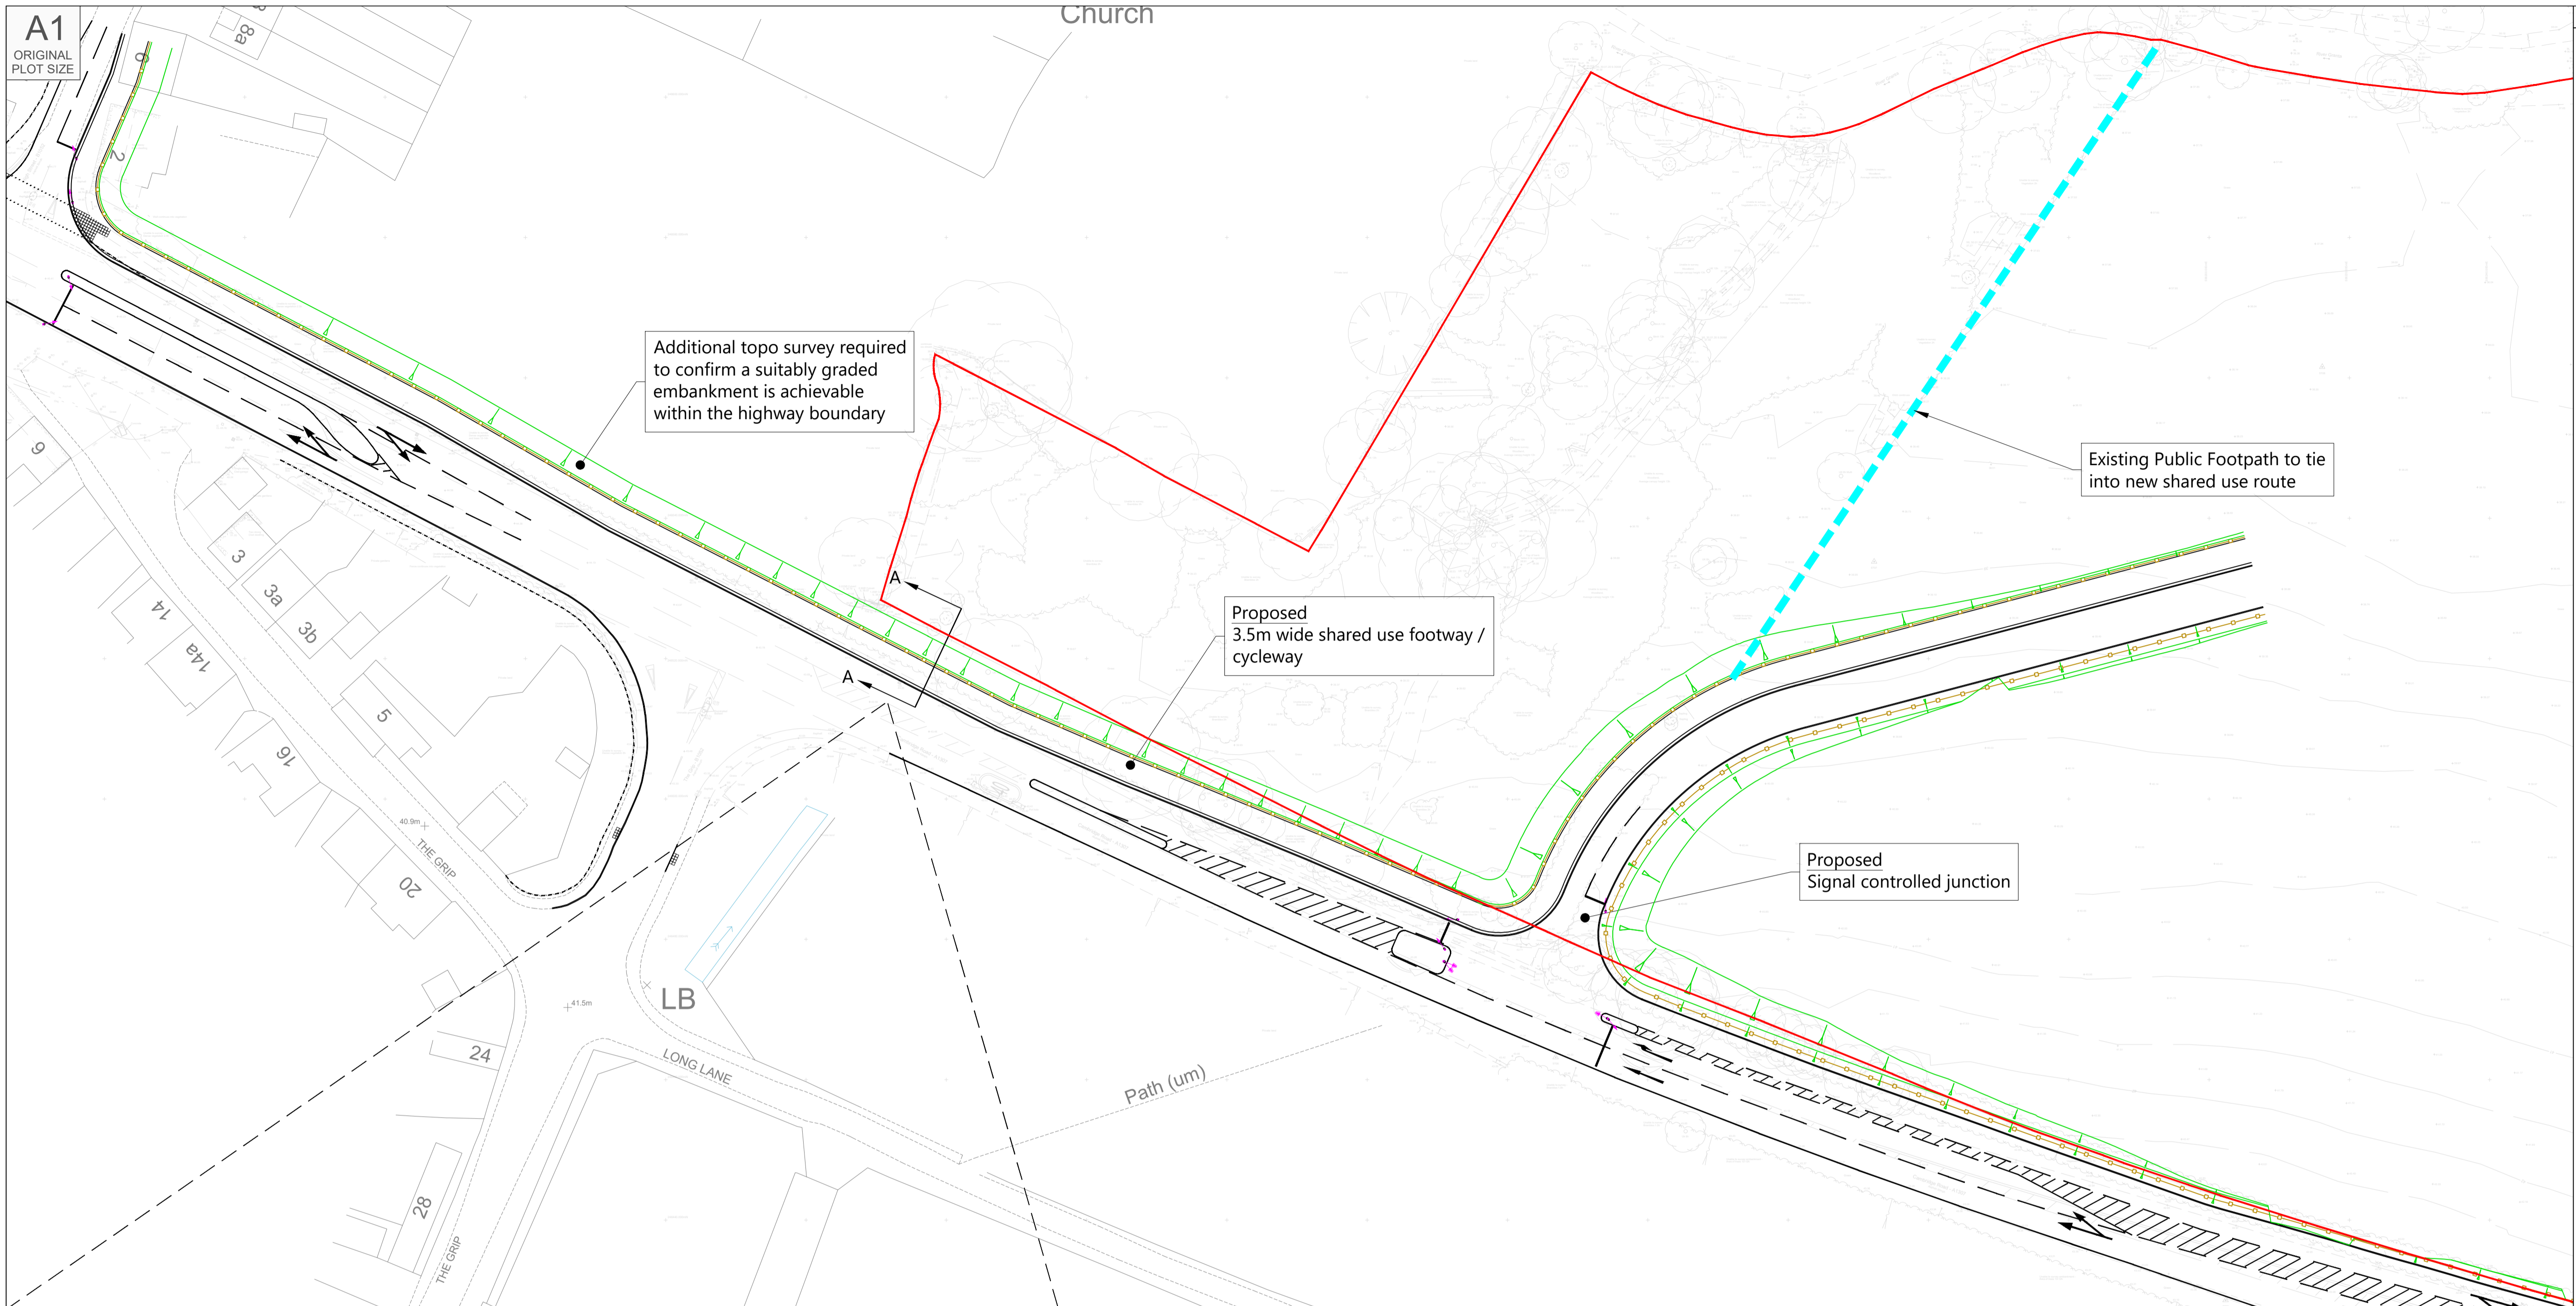 A1
ORIGINAL
PLOT SIZE
Church
8a
6
2
Additional topo survey required
to confirm a suitably graded
embankment is achievable
within the highway boundary
Existing Public Footpath to tie
into new shared use route
Proposed
3.5m wide shared use footway /
cycleway
Proposed
Signal controlled junction
A
A
9
3
3a
3b
14
14a
5
16
40.9m
THE GRIP
20
LB
41.5m
24
LONG LANE
Path (um)
28
THE GRIP